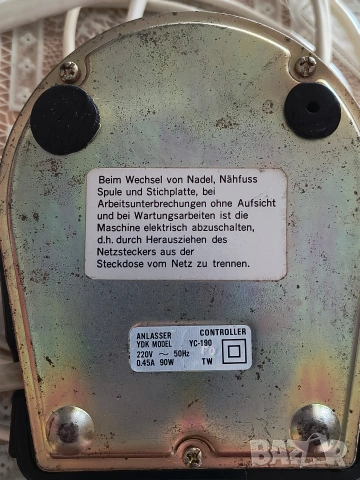 Beim Wechsel von Nadel, Nähfuss
Spule und Stichplatte, bei
Arbeitsunterbrechungen ohne Aufsicht
und bei Wartungsarbeiten ist die
Maschine elektrisch abzuschalten,
d.h. durch Herausziehen des
Netzsteckers aus der
Steckdose vom Netz zu trennen.
ANLASSER CONTROLLER
YDK MODEL YC-190
220V ~ 50Hz
0.45A 90W TW
BAZAR